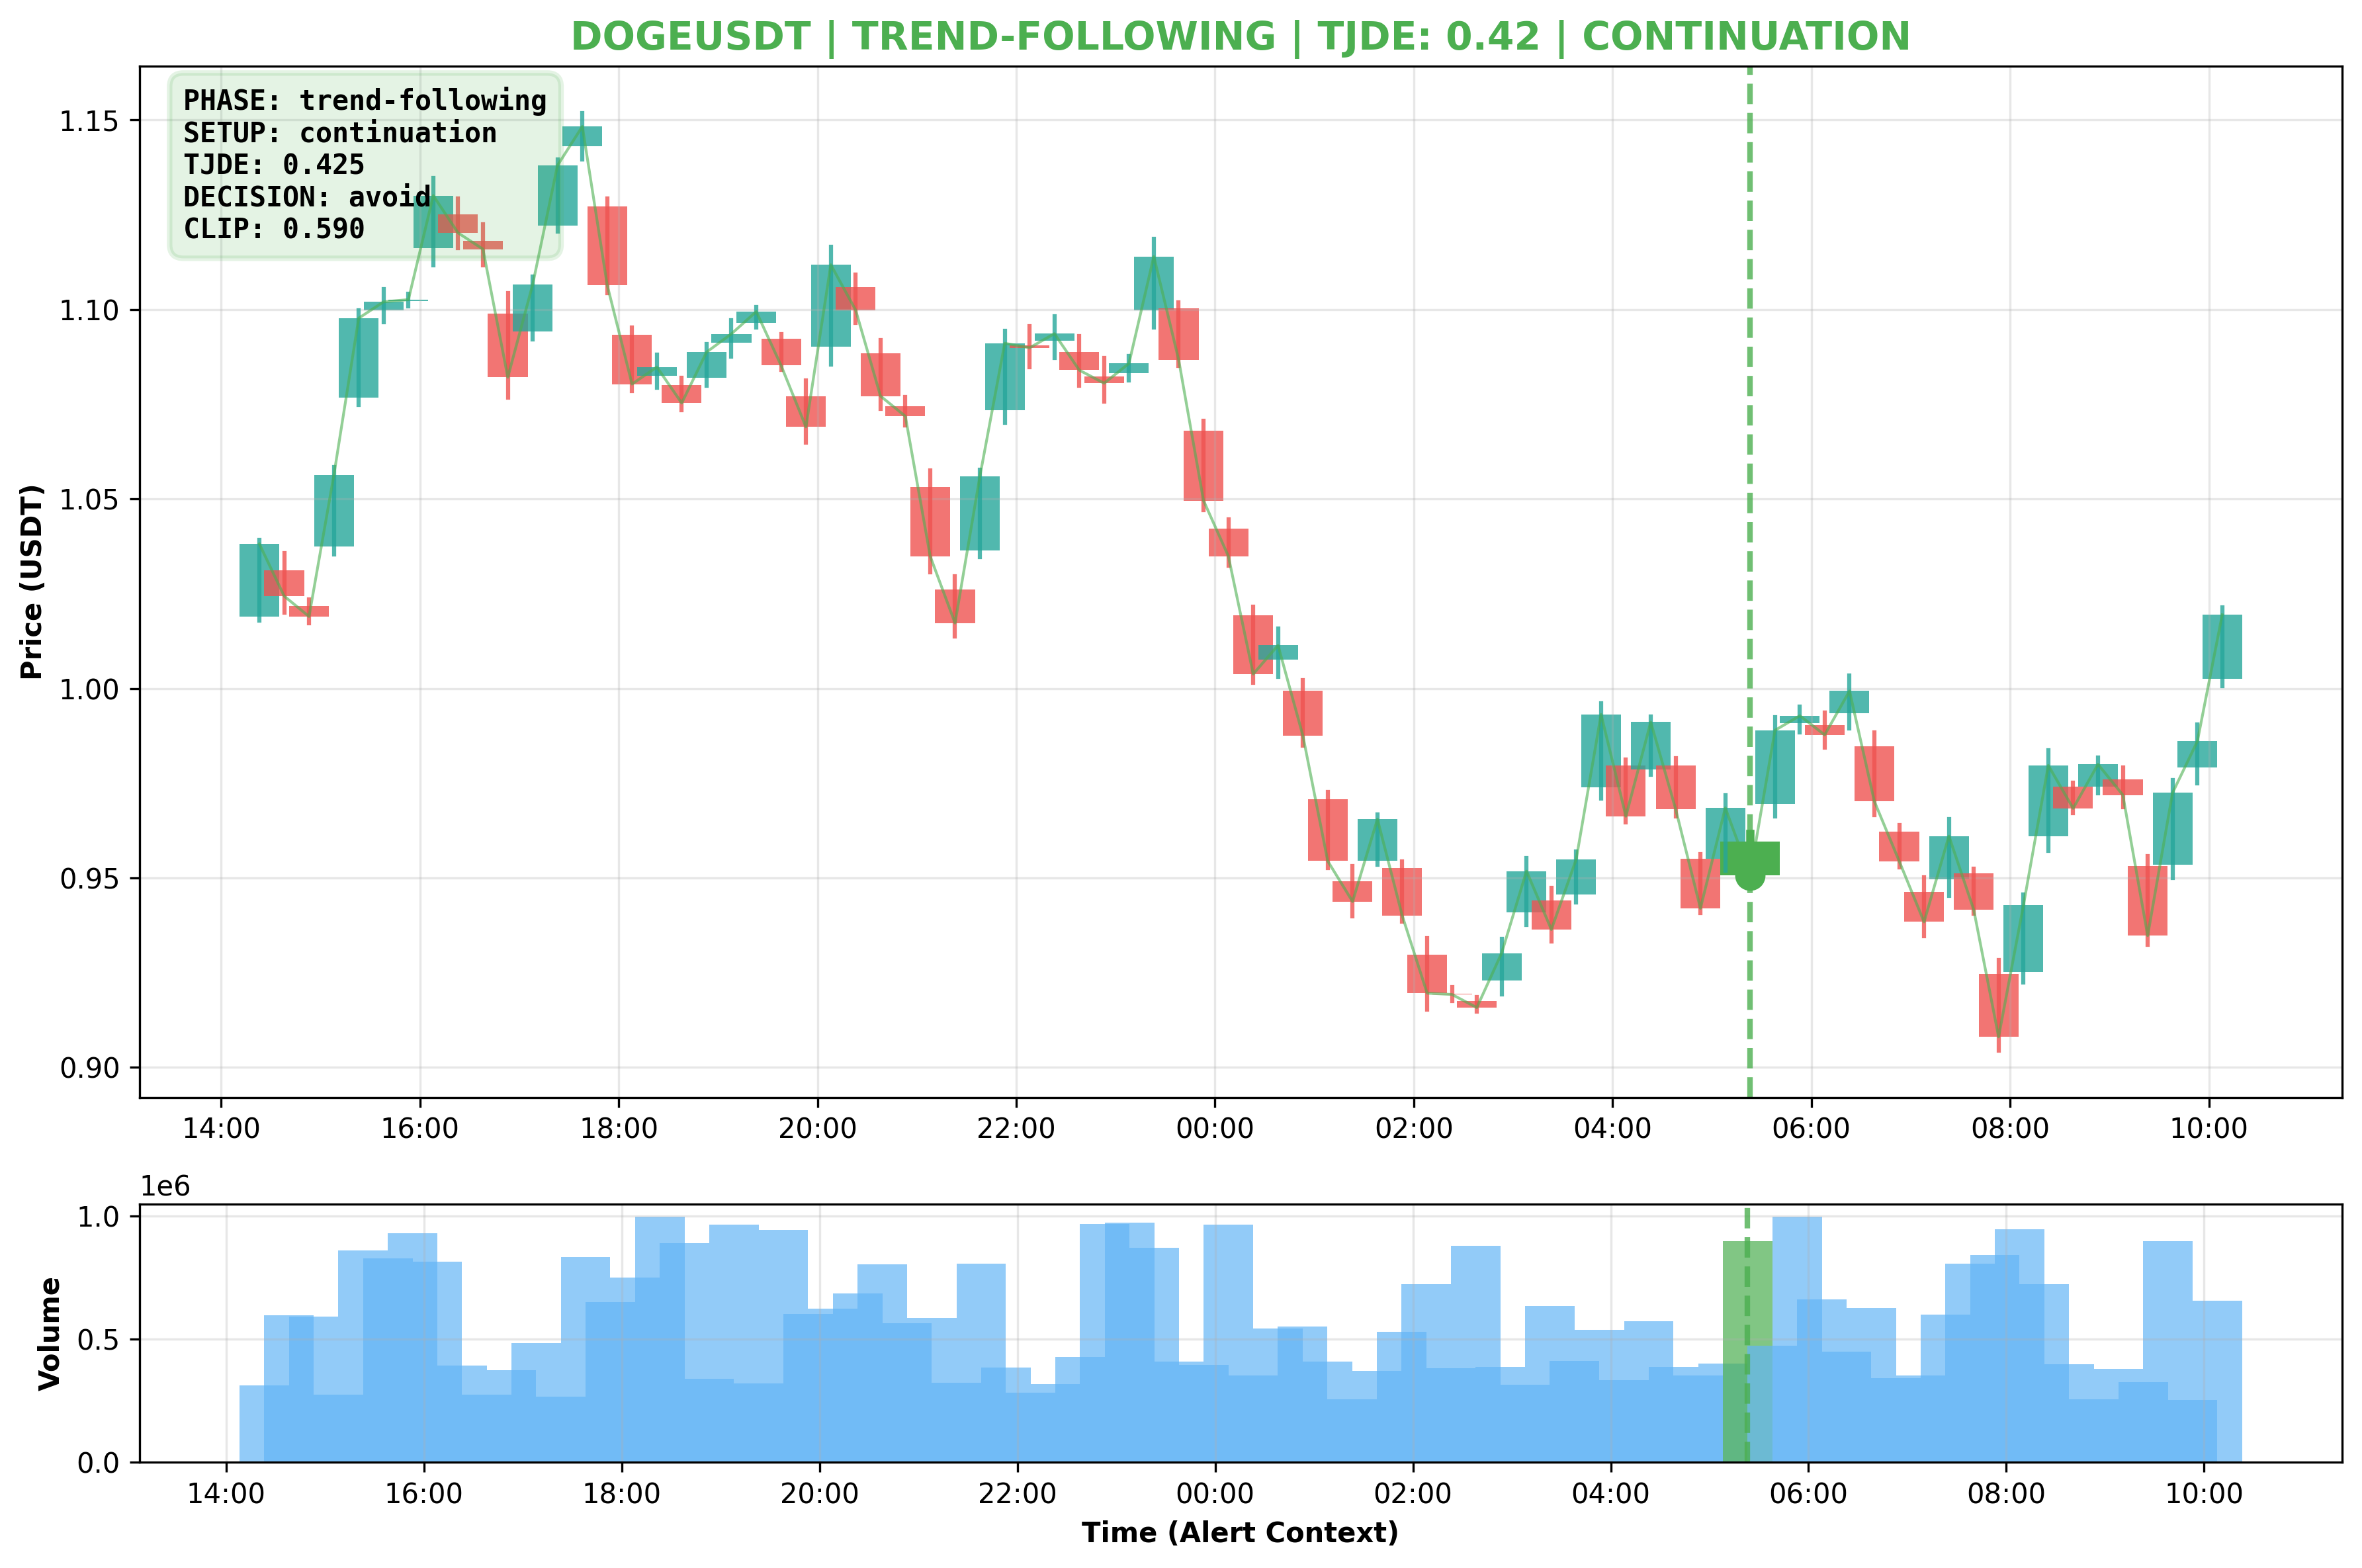 DOGEUSDT | TREND-FOLLOWING | TJDE: 0.42 | CONTINUATION
PHASE: trend-following
SETUP: continuation
TJDE: 0.425
DECISION: avoid
CLIP: 0.590
Price (USDT)
1.15
1.10
1.05
1.00
0.95
0.90
14:00 16:00 18:00 20:00 22:00 00:00 02:00 04:00 06:00 08:00 10:00
1e6
Volume
1.0
0.5
0.0
14:00 16:00 18:00 20:00 22:00 00:00 02:00 04:00 06:00 08:00 10:00
Time (Alert Context)